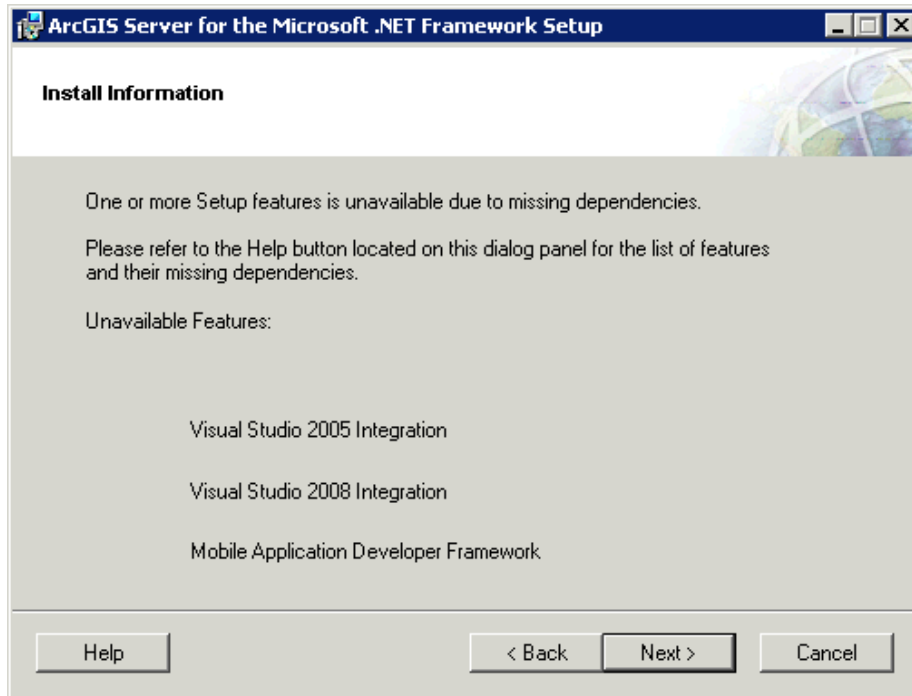 ArcGIS Server for the Microsoft .NET Framework Setup
Install Information
One or more Setup features is unavailable due to missing dependencies.
Please refer to the Help button located on this dialog panel for the list of features
and their missing dependencies.
Unavailable Features:
Visual Studio 2005 Integration
Visual Studio 2008 Integration
Mobile Application Developer Framework
Help
< Back
Next >
Cancel